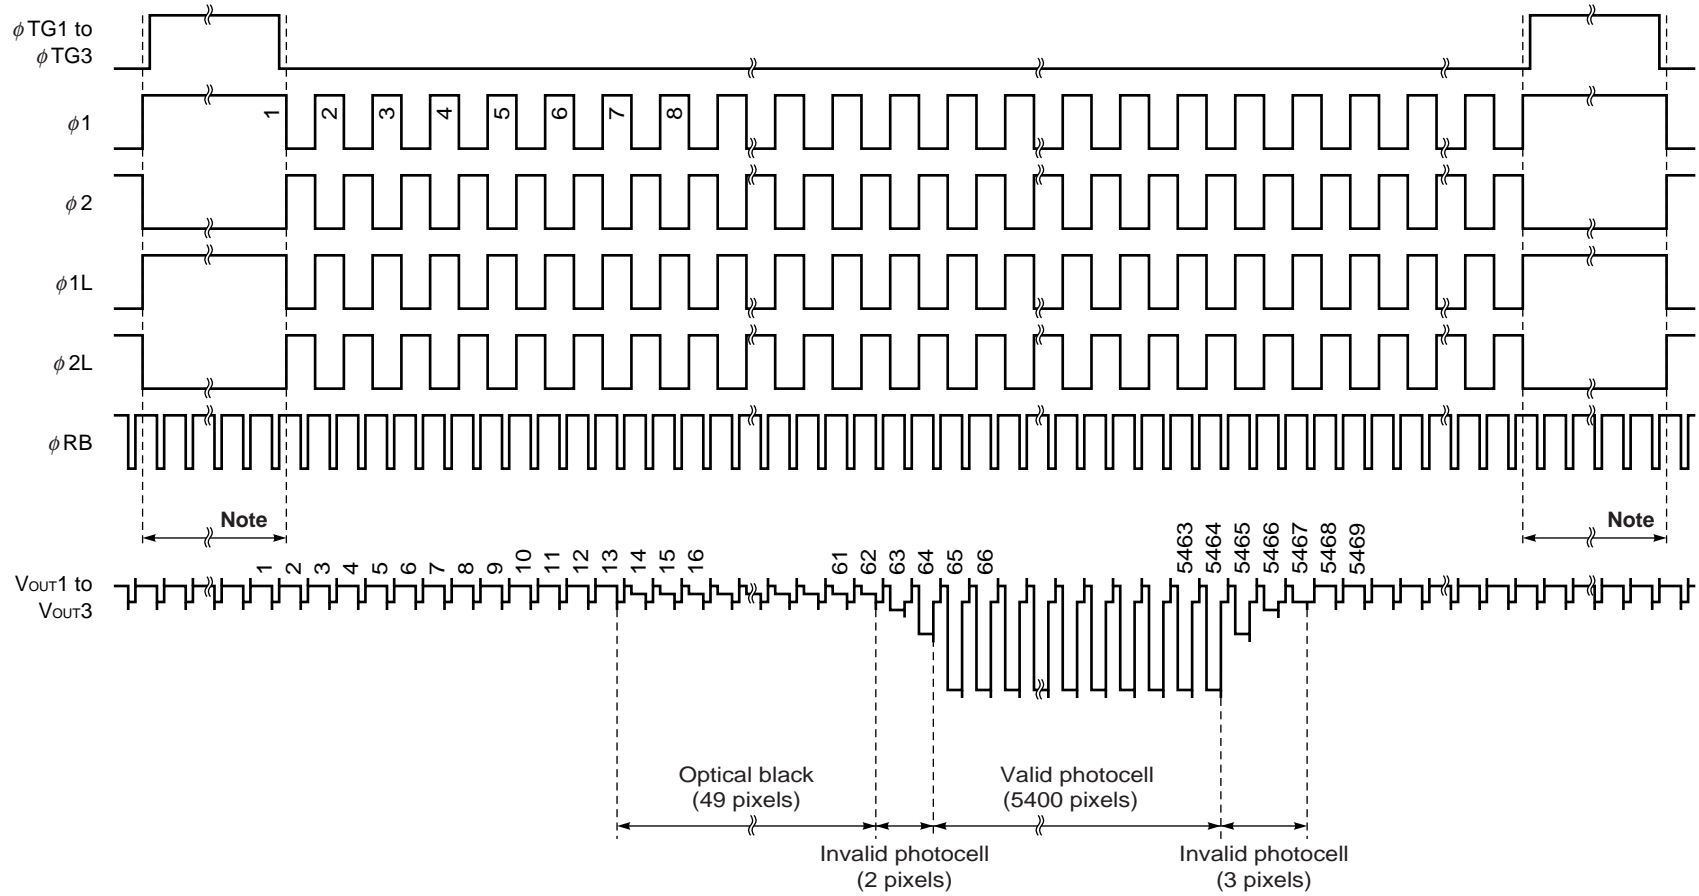 φTG1 to
φTG3
φ1
1 2 3 4 5 6 7 8
φ2
φ1L
φ2L
φRB
Note
Note
VOUT1 to
VOUT3
1 2 3 4 5 6 7 8 9 10 11 12 13 14 15 16 61 62 63 64 65 66 5463 5464 5465 5466 5467 5468 5469
Optical black
(49 pixels)
Valid photocell
(5400 pixels)
Invalid photocell
(2 pixels)
Invalid photocell
(3 pixels)